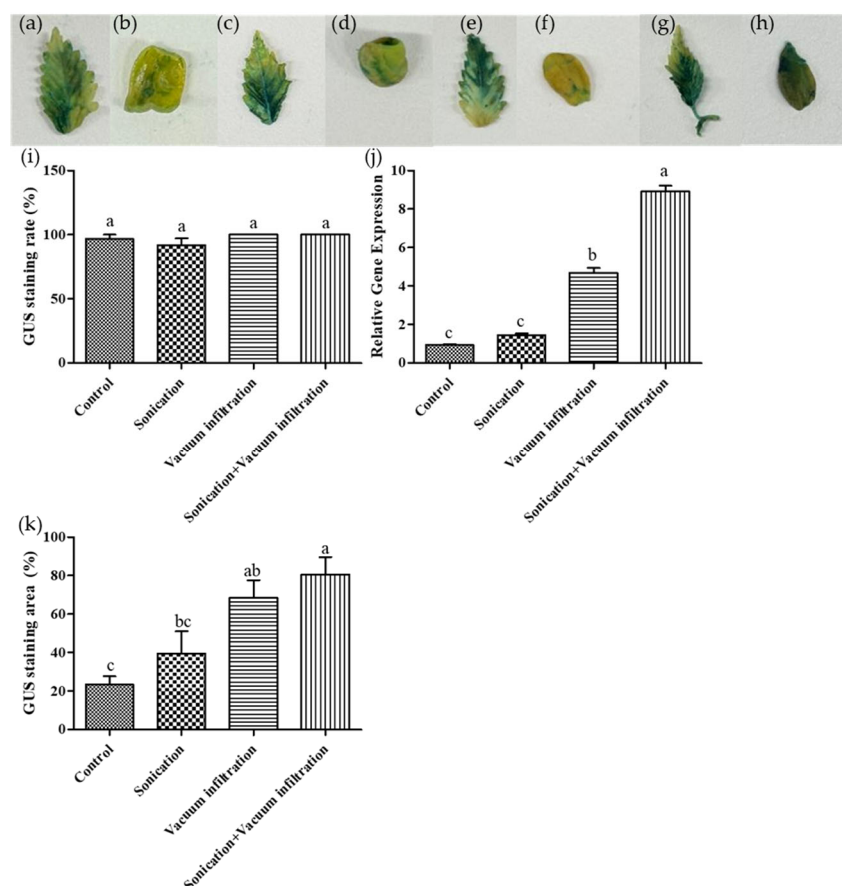 (a) (b) (c) (d) (e) (f) (g) (h)
(i)
GUS staining rate (%)
150
100
50
0
a a a a
Control
Sonication
Vacuum infiltration
Sonication+Vacuum infiltration
(j)
Relative Gene Expression
10
8
6
4
2
0
c c b a
Control
Sonication
Vacuum infiltration
Sonication+Vacuum infiltration
(k)
GUS staining area (%)
100
80
60
40
20
0
c bc ab a
Control
Sonication
Vacuum infiltration
Sonication+Vacuum infiltration